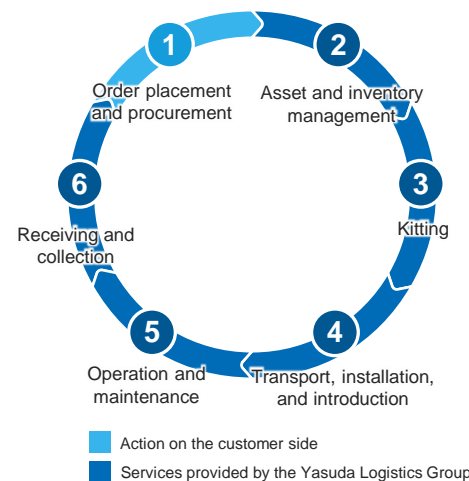 1
Order placement
and procurement
2
Asset and inventory
management
3
Kitting
4
Transport, installation,
and introduction
5
Operation and
maintenance
6
Receiving and
collection
Action on the customer side
Services provided by the Yasuda Logistics Group